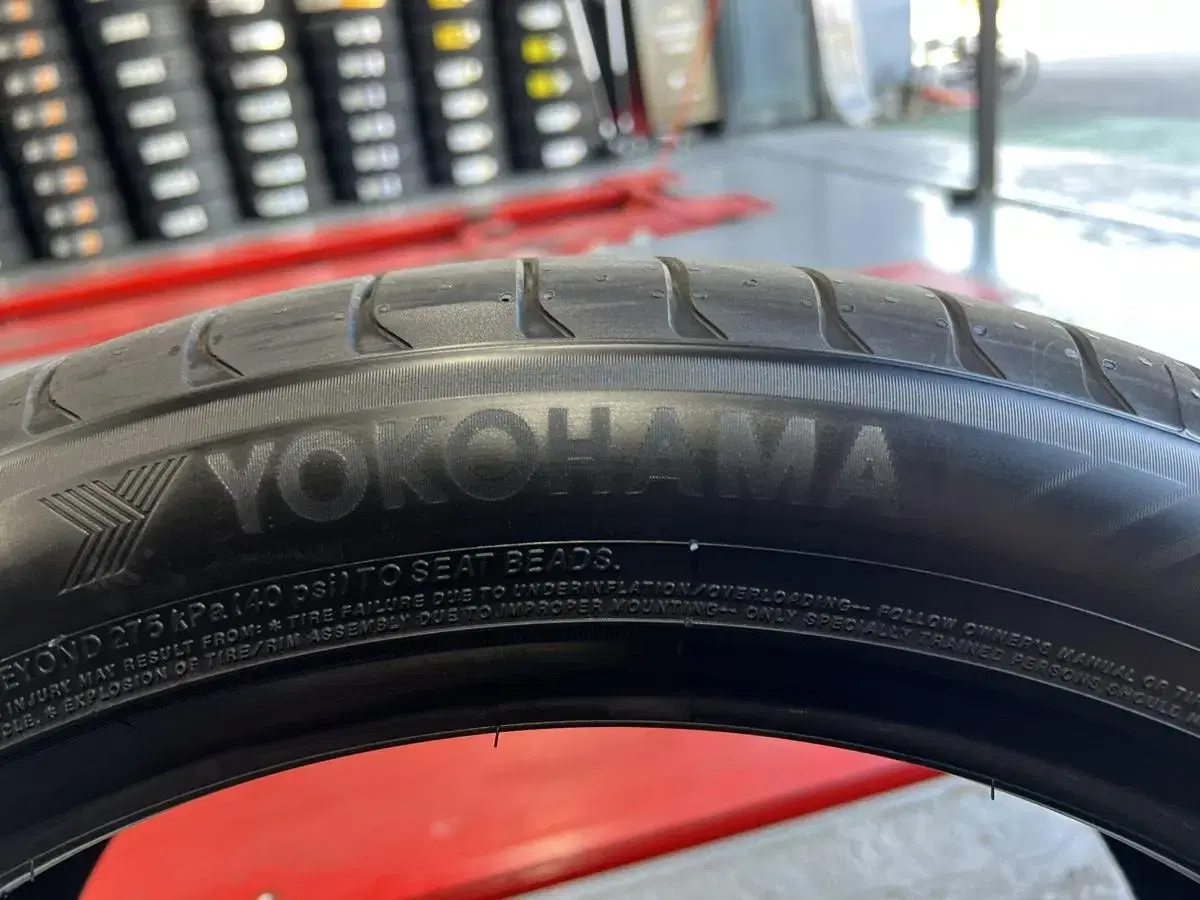 YOKOHAMA
BEYOND 275 kPa (40 psi) TO SEAT BEADS.
INJURY MAY RESULT FROM: * TIRE FAILURE DUE TO UNDERINFLATION/OVERLOADING-- FOLLOW OWNER'S MANUAL OR
* EXPLOSION OF TIRE/RIM ASSEMBLY DUE TO IMPROPER MOUNTING-- ONLY SPECIALLY TRAINED PERSONS SHOULD